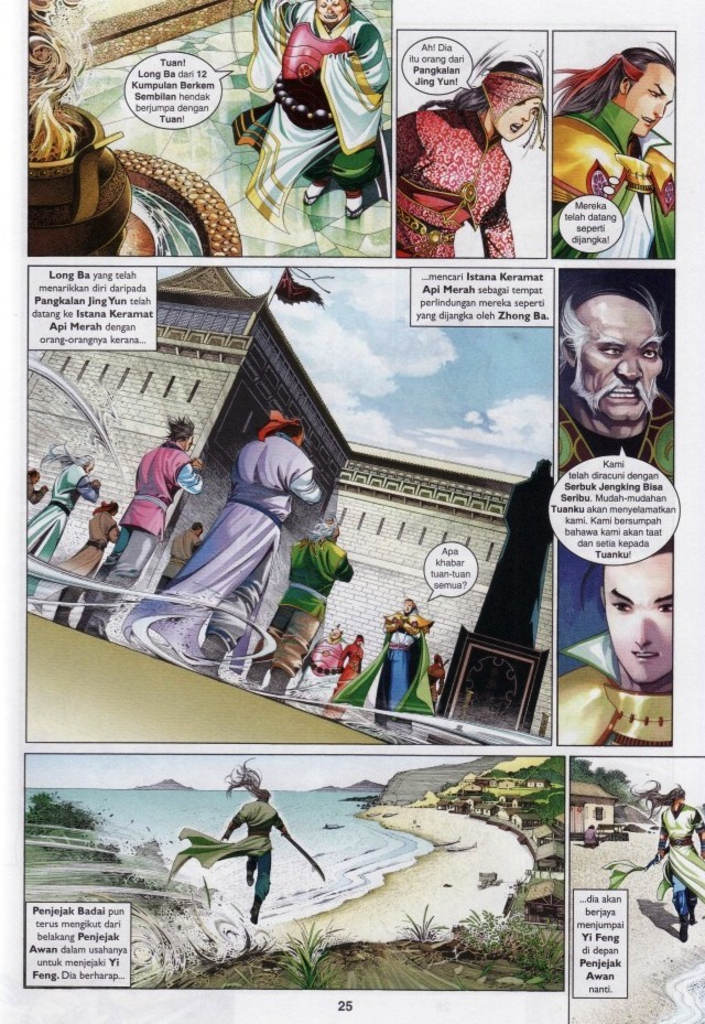 Tuan!
Long Ba dari 12
Kumpulan Berkem
Sembilan hendak
berjumpa dengan
Tuan!
Ah! Dia
itu orang dari
Pangkalan
Jing Yun!
Mereka
telah datang
seperti
dijangka!
Long Ba yang telah
menarikkan diri daripada
Pangkalan Jing Yun telah
datang ke Istana Keramat
Api Merah dengan
orang-orangnya kerana...
...mencari Istana Keramat
Api Merah sebagai tempat
perlindungan mereka seperti
yang dijangka oleh Zhong Ba.
Apa
khabar
tuan-tuan
semua?
Kami
telah diracuni dengan
Serbuk Jengking Bisa
Seribu. Mudah-mudahan
Tuanku akan menyelamatkan
kami. Kami bersumpah
bahawa kami akan taat
dan setia kepada
Tuanku!
Penjejak Badai pun
terus mengikut dari
belakang Penjejak
Awan dalam usahanya
untuk menjejaki Yi
Feng. Dia berharap...
...dia akan
berjaya
menjumpai
Yi Feng
di depan
Penjejak
Awan
nanti.
25